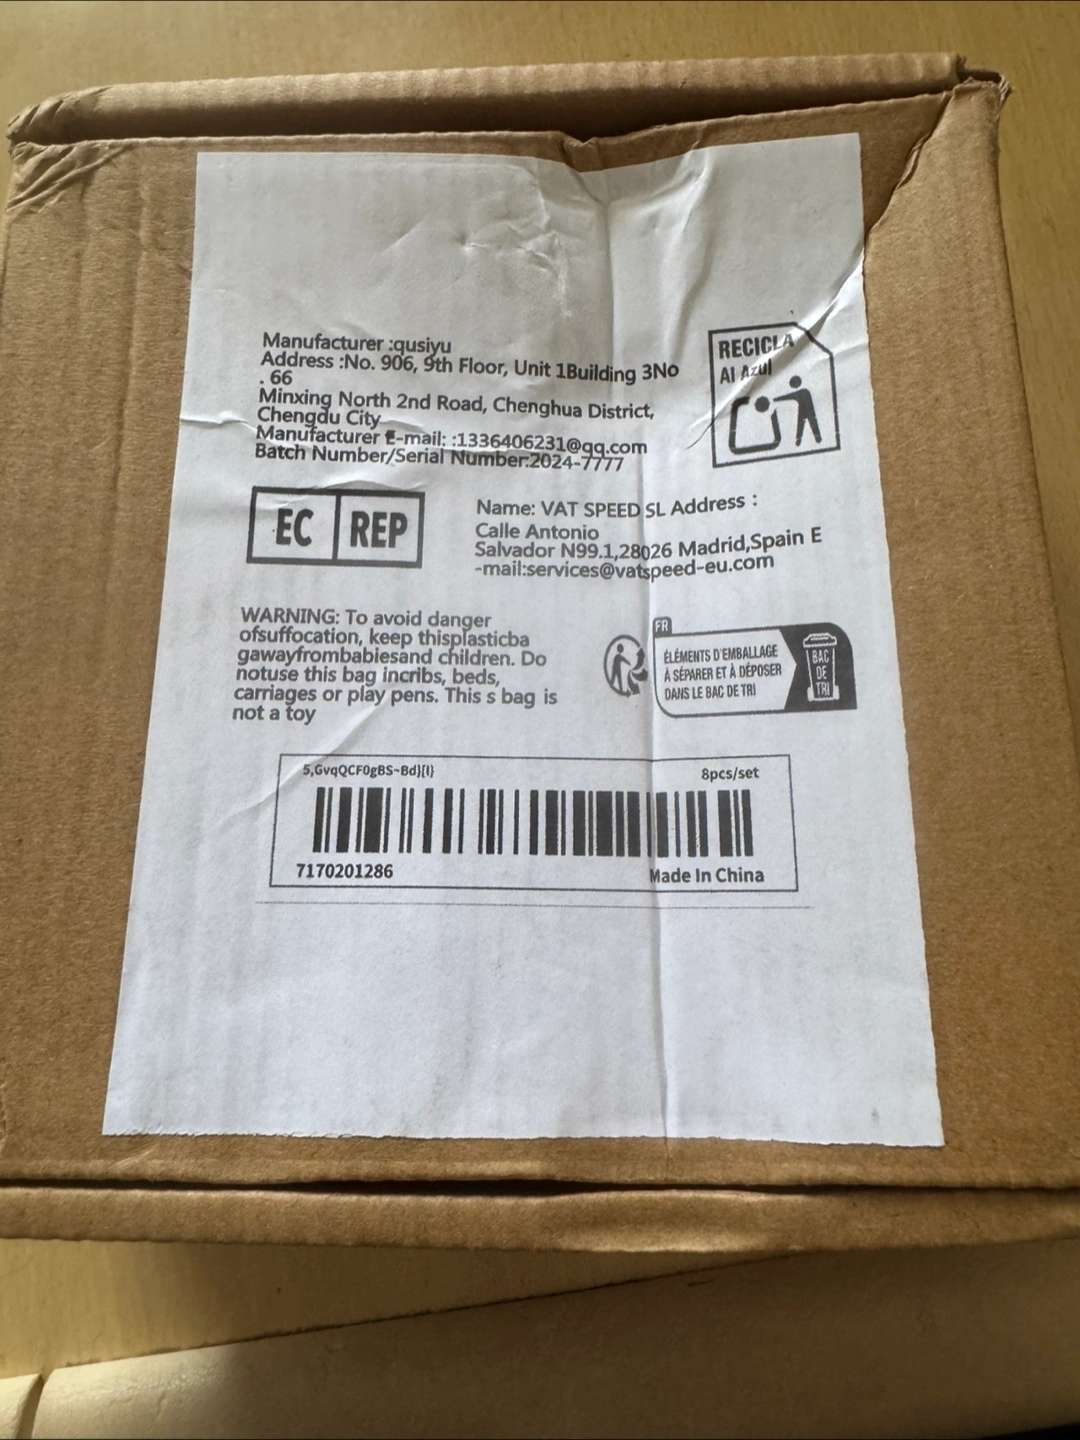 Manufacturer :qusiyu
Address :No. 906, 9th Floor, Unit 1Building 3No
. 66
Minxing North 2nd Road, Chenghua District,
Chengdu City
Manufacturer E-mail: :1336406231@qq.com
Batch Number/Serial Number:2024-7777
RECICLA
Al Azul
EC REP
Name: VAT SPEED SL Address :
Calle Antonio
Salvador N99.1,28026 Madrid,Spain E
-mail:services@vatspeed-eu.com
WARNING: To avoid danger
ofsuffocation, keep thisplasticba
gawayfrombabiesand children. Do
notuse this bag incribs, beds,
carriages or play pens. This s bag is
not a toy
FR
ÉLÉMENTS D'EMBALLAGE
À SÉPARER ET À DÉPOSER
DANS LE BAC DE TRI
BAC
DE
TRI
5,GvqQCF0gBS~Bd}[I} 8pcs/set
7170201286 Made In China